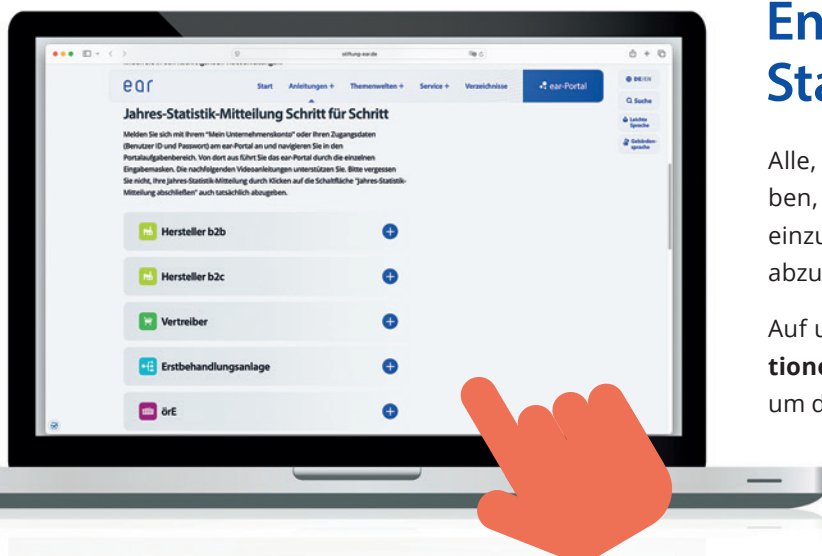 stiftung-ear.de
ear
Start Anleitungen + Themenwelten + Service + Verzeichnisse ear-Portal
DE/EN
Suche
Leichte
Sprache
Gebärden-
sprache
Jahres-Statistik-Mitteilung Schritt für Schritt
Melden Sie sich mit Ihrem "Mein Unternehmenskonto" oder Ihren Zugangsdaten
(Benutzer ID und Passwort) am ear-Portal an und navigieren Sie in den
Portalaufgabenbereich. Von dort aus führt Sie das ear-Portal durch die einzelnen
Eingabemasken. Die nachfolgenden Videoanleitungen unterstützen Sie. Bitte vergessen
Sie nicht, Ihre Jahres-Statistik-Mitteilung durch Klicken auf die Schaltfläche "Jahres-Statistik-
Mitteilung abschließen" auch tatsächlich abzugeben.
Hersteller b2b
Hersteller b2c
Vertreiber
Erstbehandlungsanlage
örE
En
Sta
Alle,
ben,
einzu
abzu
Auf u
tione
um d